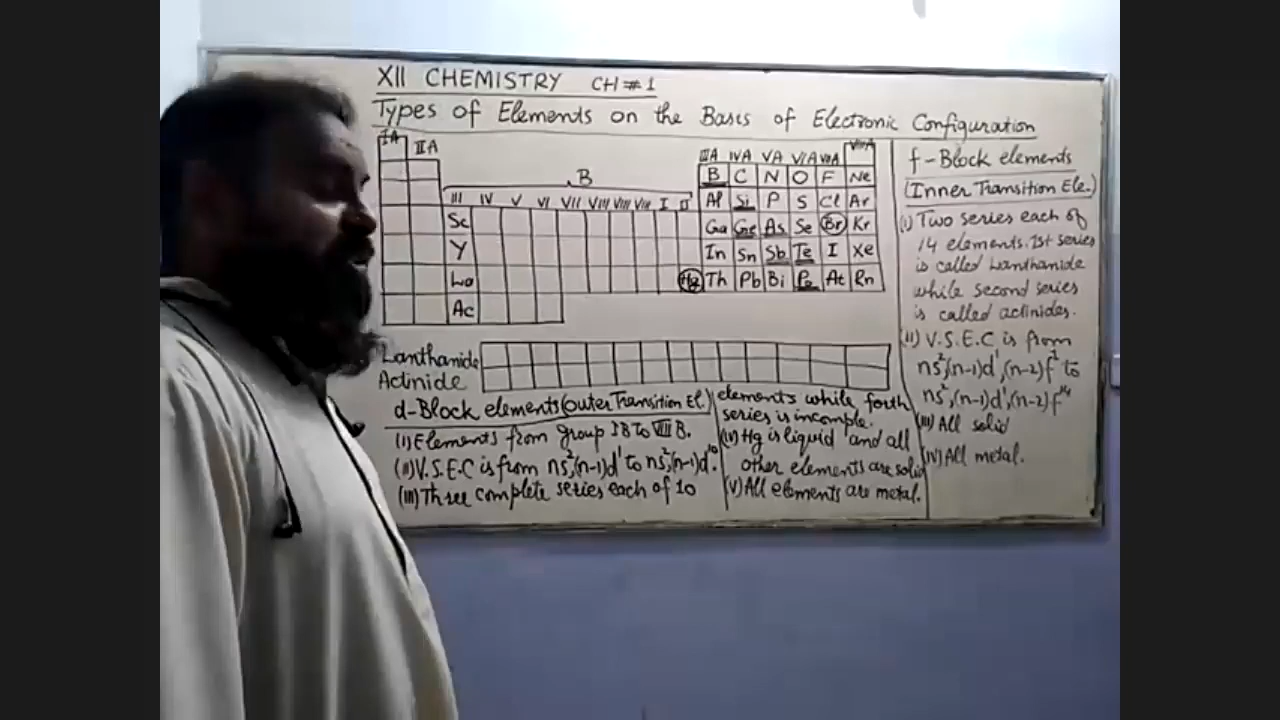 XII CHEMISTRY CH # 1
Types of Elements on the Basis of Electronic Configuration
IA
IIA
B
III IV V VI VII VIII VIII VIII I II
IIIA IVA VA VIA VIIA VIIIA
B C N O F Ne
Al Si P S Cl Ar
Sc Ga Ge As Se Br Kr
Y In Sn Sb Te I Xe
La Hg Th Pb Bi Po At Rn
Ac
Lanthanide
Actinide
d-Block elements (outer Transition El.)
(I) Elements from group IB to VIII B.
(II) V.S.E.C is from ns²,(n-1)d¹ to ns²,(n-1)d¹⁰.
(III) Three complete series each of 10
elements while forth
series is incomple.
(IV) Hg is liquid and all
other elements are solid
(V) All elements are metal.
f-Block elements
(Inner Transition Ele.)
(i) Two series each of
14 elements. 1st series
is called Lanthanide
while second series
is called actinides.
(II) V.S.E.C is from
ns²,(n-1)d¹,(n-2)f¹ to
ns²,(n-1)d¹,(n-2)f¹⁴
(III) All solid
(IV) All metal.